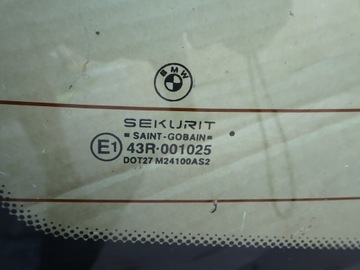 BMW
SEKURIT
= SAINT-GOBAIN =
E1 43R-001025
DOT27 M24100AS2